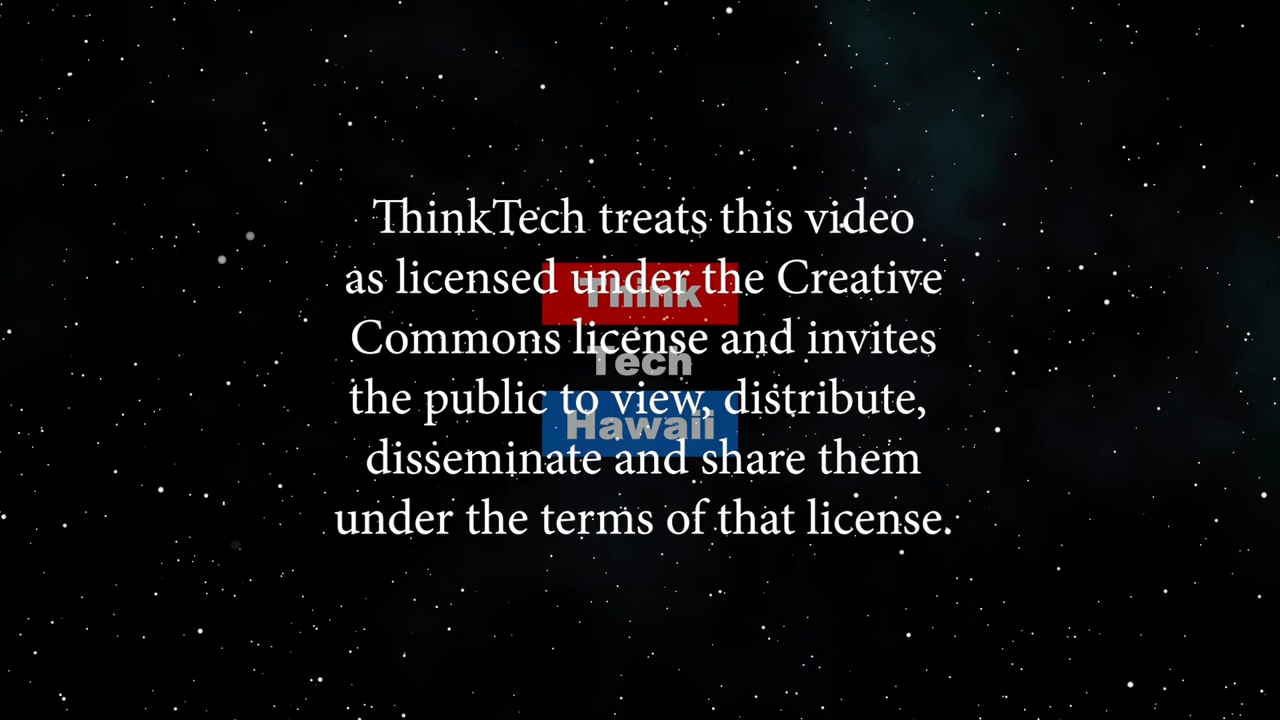 ThinkTech treats this video
as licensed under the Creative
Think
Commons license and invites
Tech
the public to view, distribute,
Hawaii
disseminate and share them
under the terms of that license.